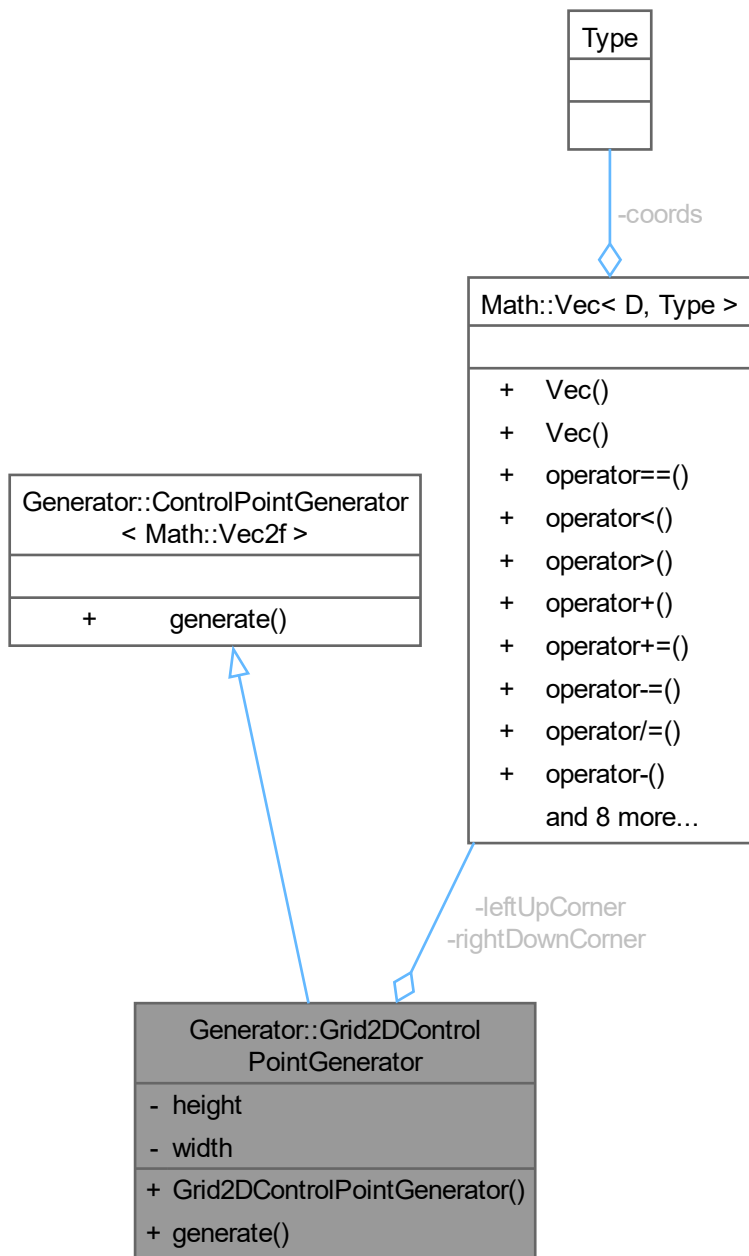 Type
-coords
Math::Vec< D, Type >
+ Vec()
+ Vec()
+ operator==()
+ operator<()
+ operator>()
+ operator+()
+ operator+=()
+ operator-=()
+ operator/=()
+ operator-()
and 8 more...
Generator::ControlPointGenerator
< Math::Vec2f >
+ generate()
-leftUpCorner
-rightDownCorner
Generator::Grid2DControl
PointGenerator
- height
- width
+ Grid2DControlPointGenerator()
+ generate()